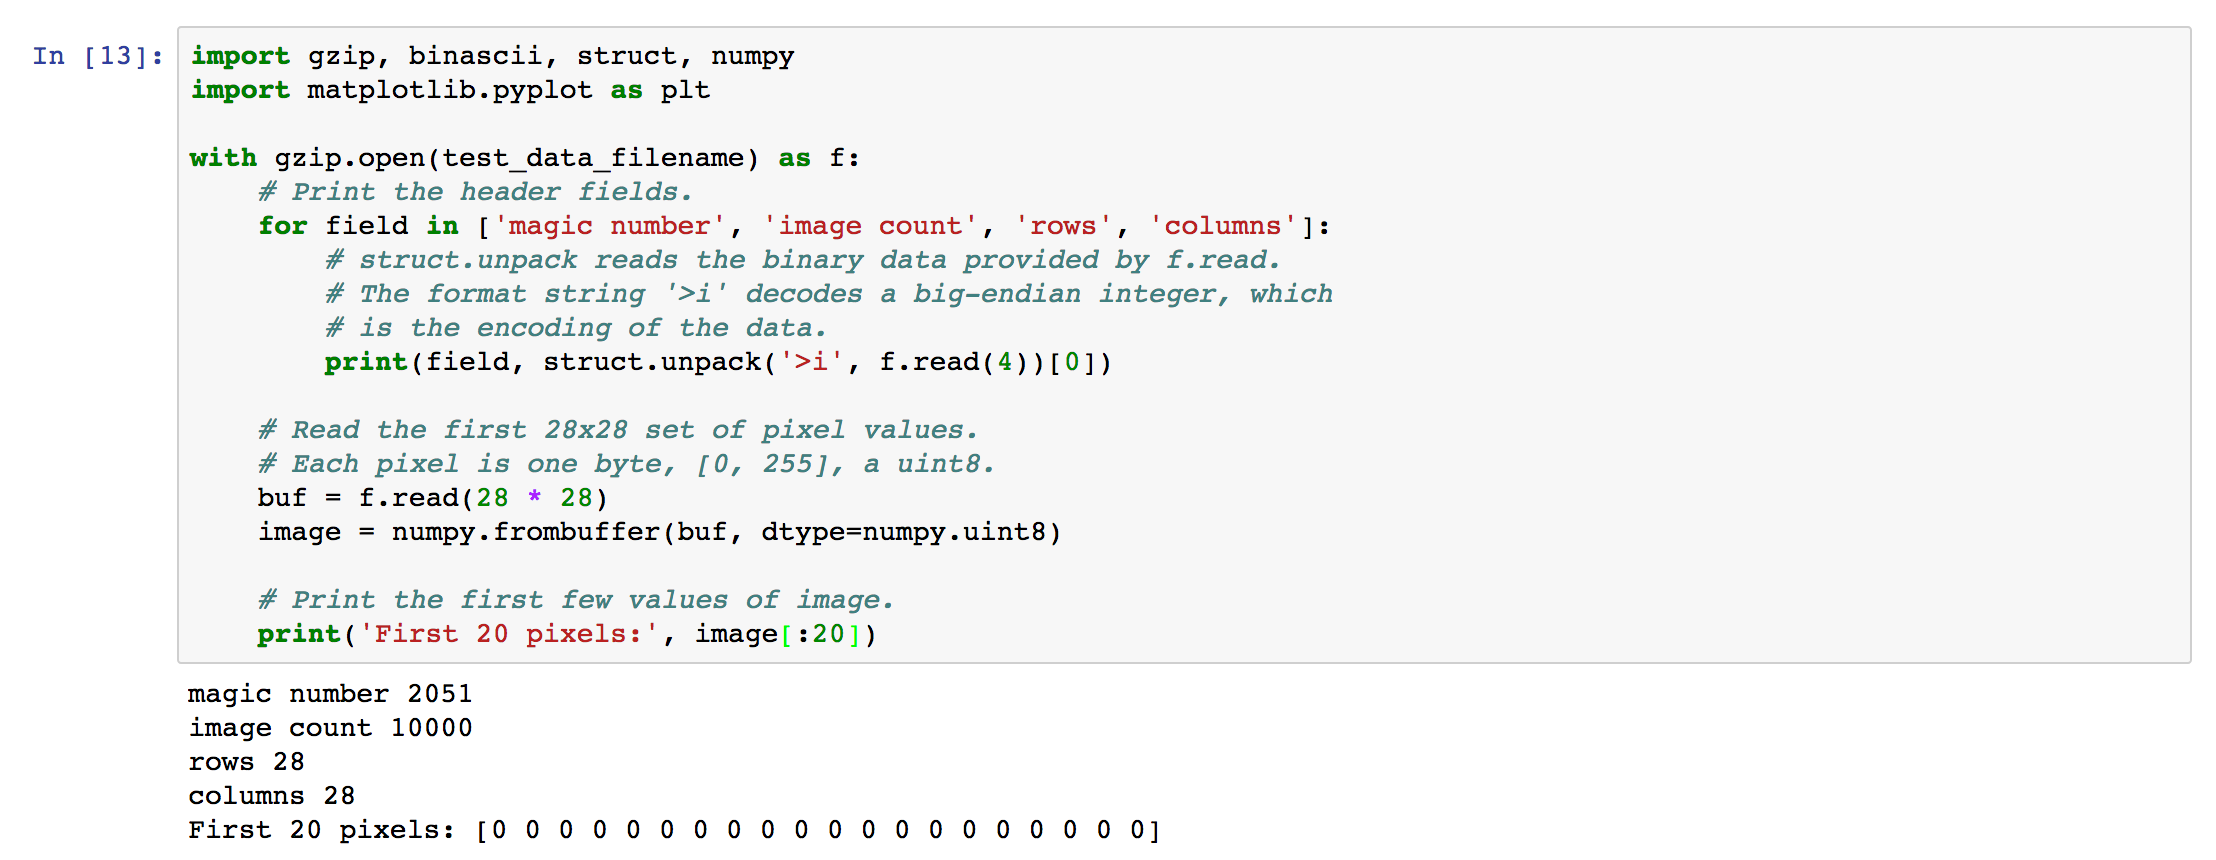 In [13]:
import gzip, binascii, struct, numpy
import matplotlib.pyplot as plt

with gzip.open(test_data_filename) as f:
    # Print the header fields.
    for field in ['magic number', 'image count', 'rows', 'columns']:
        # struct.unpack reads the binary data provided by f.read.
        # The format string '>i' decodes a big-endian integer, which
        # is the encoding of the data.
        print(field, struct.unpack('>i', f.read(4))[0])

    # Read the first 28x28 set of pixel values.
    # Each pixel is one byte, [0, 255], a uint8.
    buf = f.read(28 * 28)
    image = numpy.frombuffer(buf, dtype=numpy.uint8)

    # Print the first few values of image.
    print('First 20 pixels:', image[:20])
magic number 2051
image count 10000
rows 28
columns 28
First 20 pixels: [0 0 0 0 0 0 0 0 0 0 0 0 0 0 0 0 0 0 0 0]